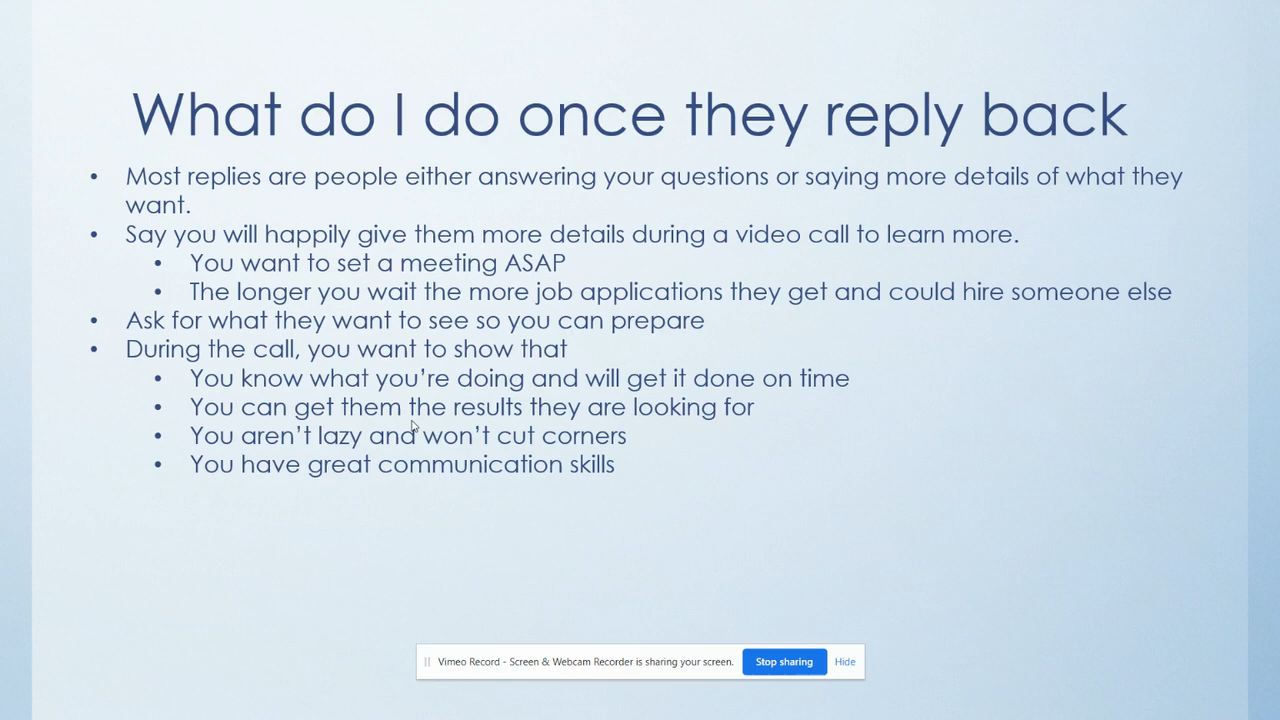 What do I do once they reply back
• Most replies are people either answering your questions or saying more details of what they
want.
• Say you will happily give them more details during a video call to learn more.
• You want to set a meeting ASAP
• The longer you wait the more job applications they get and could hire someone else
• Ask for what they want to see so you can prepare
• During the call, you want to show that
• You know what you’re doing and will get it done on time
• You can get them the results they are looking for
• You aren’t lazy and won’t cut corners
• You have great communication skills
Vimeo Record - Screen & Webcam Recorder is sharing your screen. Stop sharing Hide